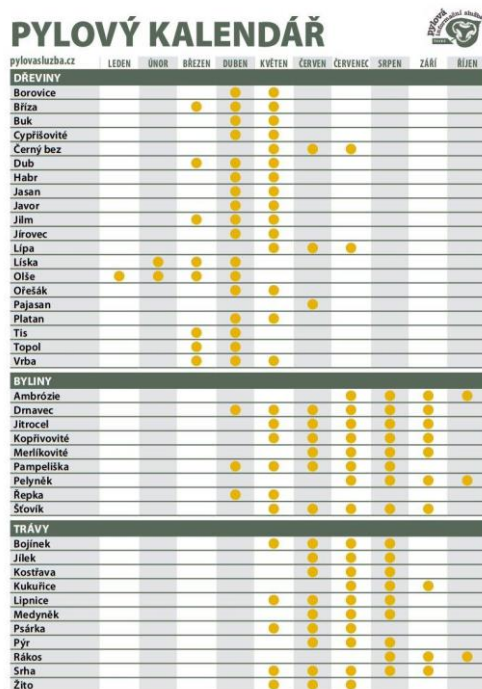 PYLOVÝ KALENDÁŘ
pylová informační služba
pylovasluzba.cz LEDEN ÚNOR BŘEZEN DUBEN KVĚTEN ČERVEN ČERVENEC SRPEN ZÁŘÍ ŘÍJEN
DŘEVINY
Borovice
Bříza
Buk
Cypřišovité
Černý bez
Dub
Habr
Jasan
Javor
Jilm
Jírovec
Lípa
Líska
Olše
Ořešák
Pajasan
Platan
Tis
Topol
Vrba
BYLINY
Ambrózie
Drnavec
Jitrocel
Kopřivovité
Merlíkovité
Pampeliška
Pelyněk
Řepka
Šťovík
TRÁVY
Bojínek
Jílek
Kostřava
Kukuřice
Lipnice
Medyněk
Psárka
Pýr
Rákos
Srha
Žito